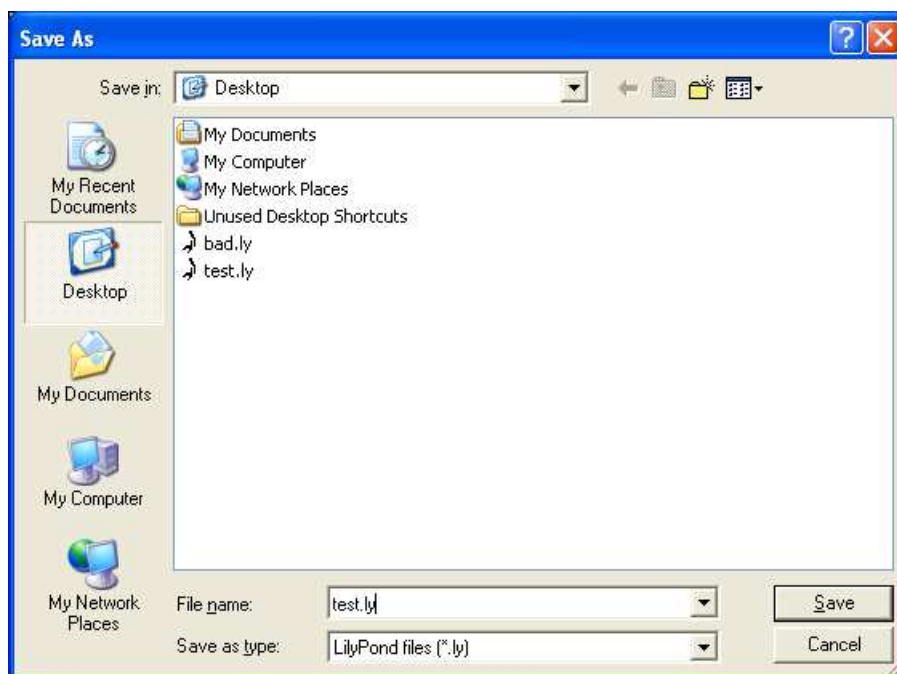 Save As
Save in: Desktop
My Recent
Documents
Desktop
My Documents
My Computer
My Network
Places
My Documents
My Computer
My Network Places
Unused Desktop Shortcuts
bad.ly
test.ly
File name: test.ly
Save
Save as type: LilyPond files (*.ly)
Cancel